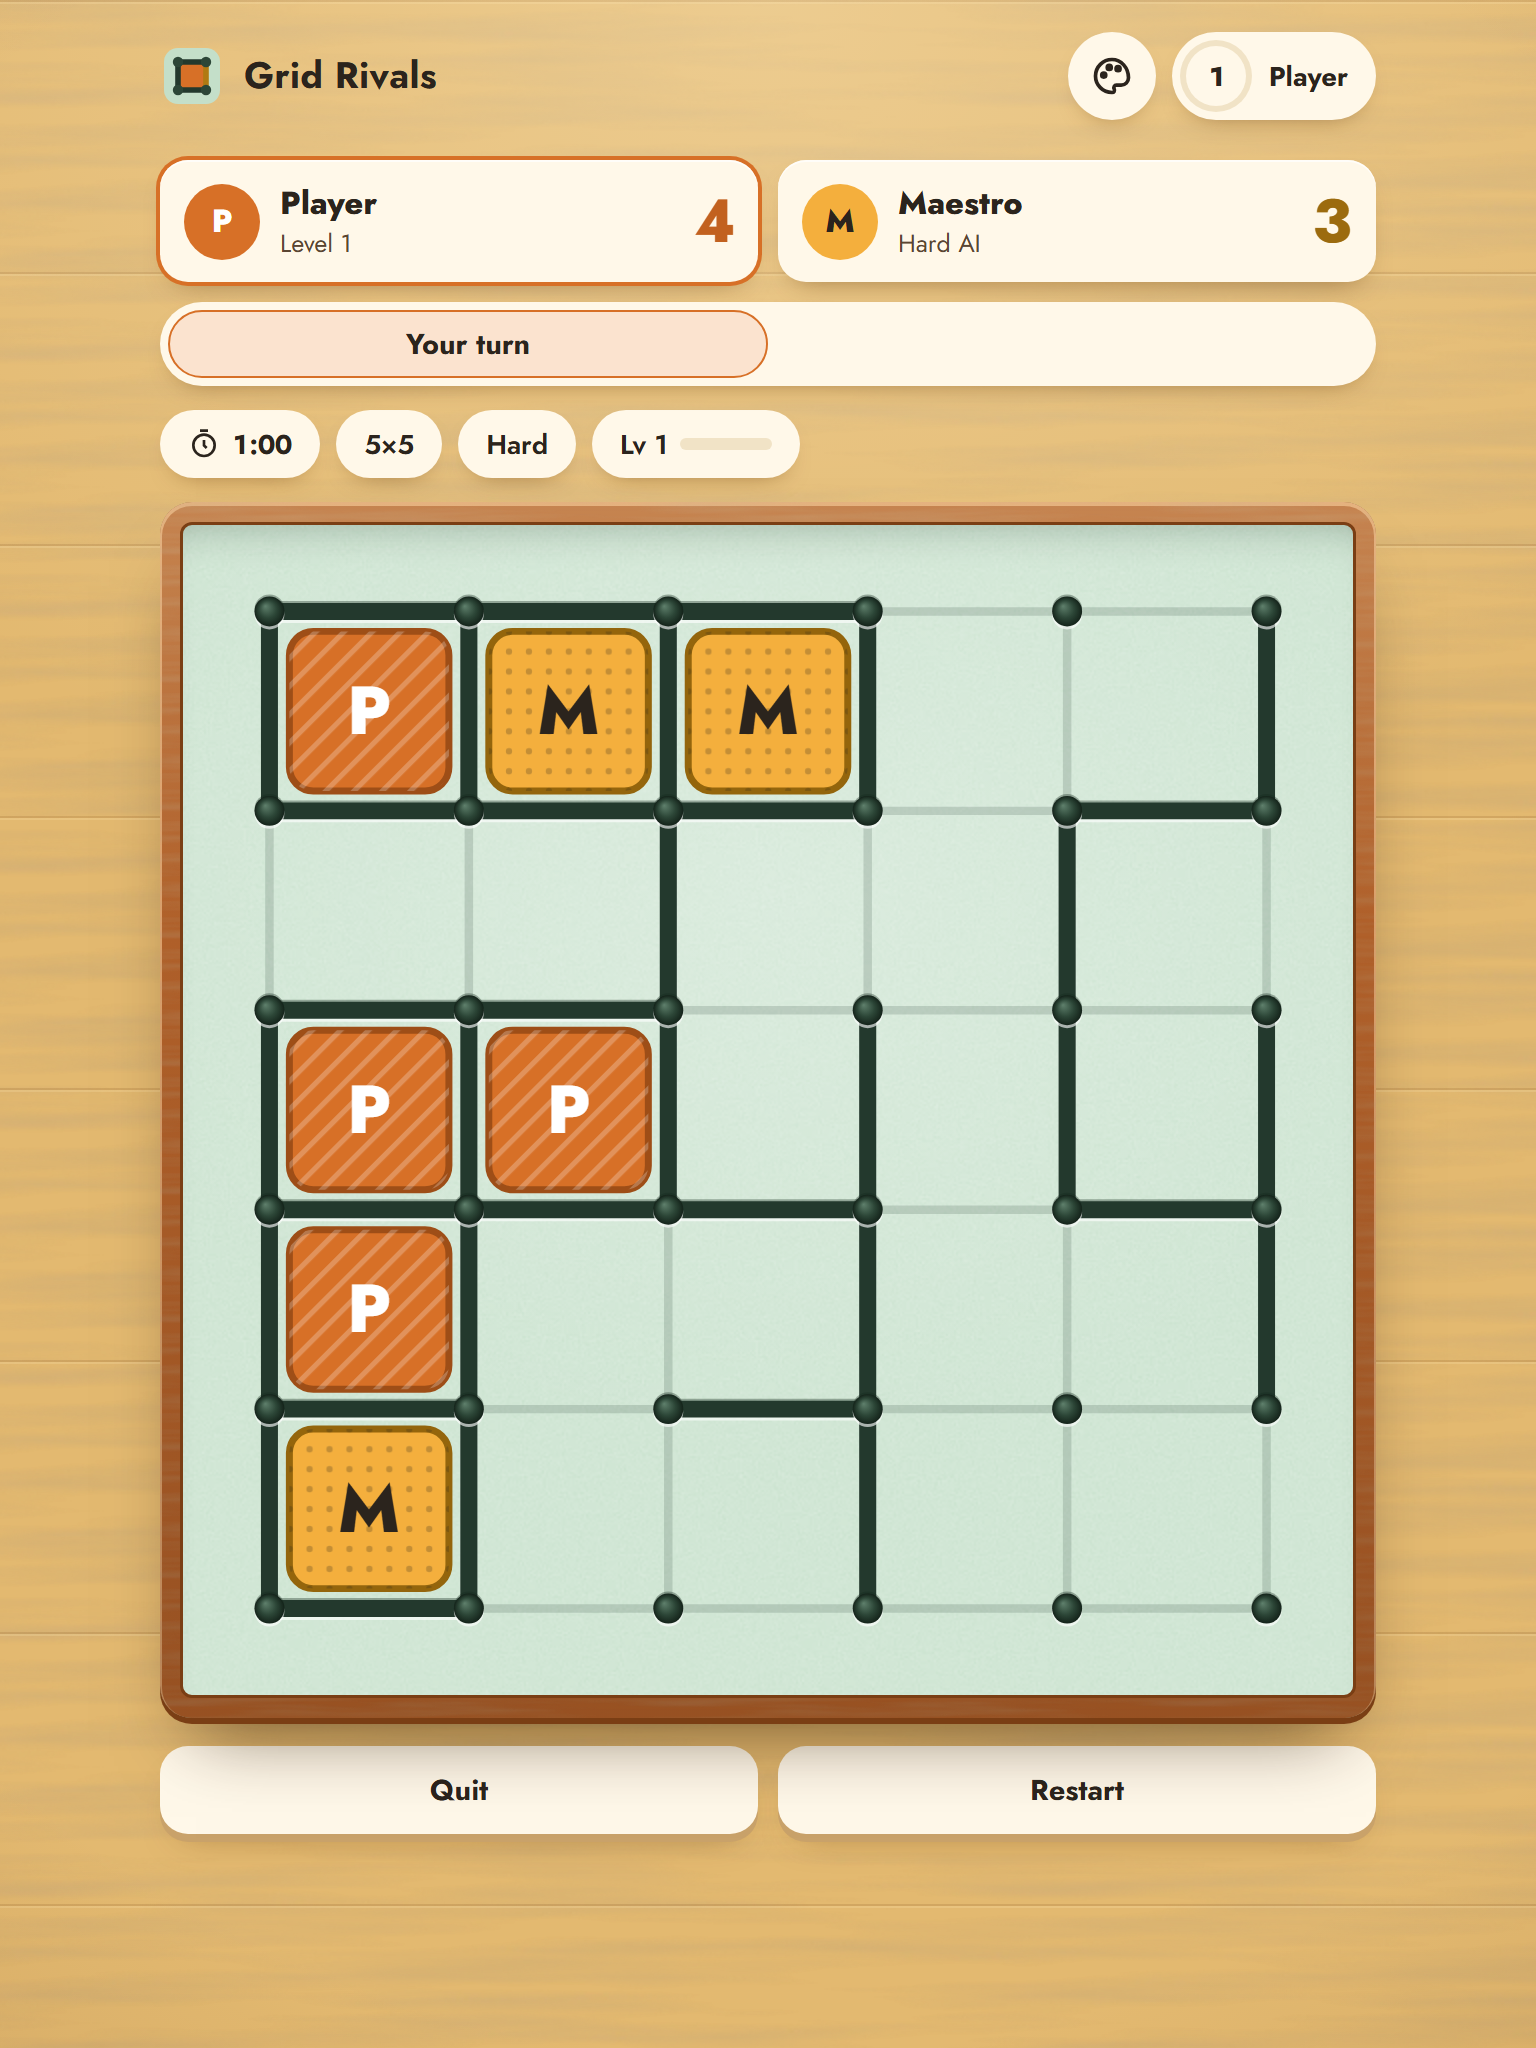 Grid Rivals
1 Player
P Player 4
Level 1
M Maestro 3
Hard AI
Your turn
1:00 5×5 Hard Lv 1
P M M
P P
P
M
Quit Restart